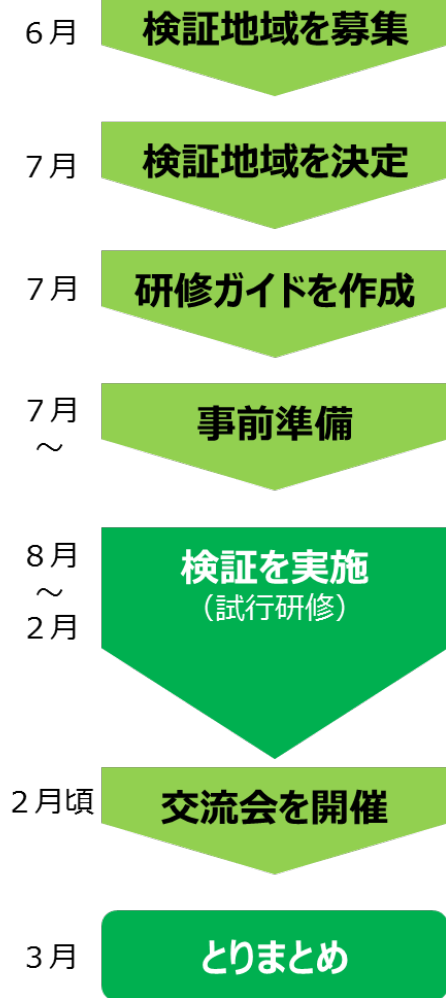 6月
検証地域を募集
7月
検証地域を決定
7月
研修ガイドを作成
7月
～
事前準備
8月
～
2月
検証を実施
（試行研修）
2月頃
交流会を開催
3月
とりまとめ